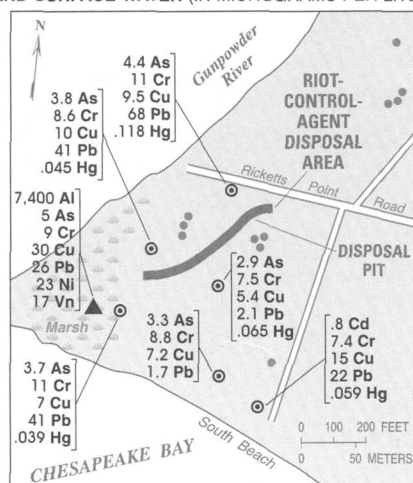 AND SURFACE WATER (IN MICROGRAMS PER LITE
N
Gunpowder
River
4.4 As
11 Cr
9.5 Cu
68 Pb
.118 Hg
RIOT-
CONTROL-
AGENT
DISPOSAL
AREA
3.8 As
8.6 Cr
10 Cu
41 Pb
.045 Hg
Ricketts Point Road
7,400 Al
5 As
9 Cr
30 Cu
26 Pb
23 Ni
17 Vn
DISPOSAL
PIT
2.9 As
7.5 Cr
5.4 Cu
2.1 Pb
.065 Hg
Marsh
3.3 As
8.8 Cr
7.2 Cu
1.7 Pb
.8 Cd
7.4 Cr
15 Cu
22 Pb
.059 Hg
3.7 As
11 Cr
7 Cu
41 Pb
.039 Hg
South Beach
CHESAPEAKE BAY
0 100 200 FEET
0 50 METERS